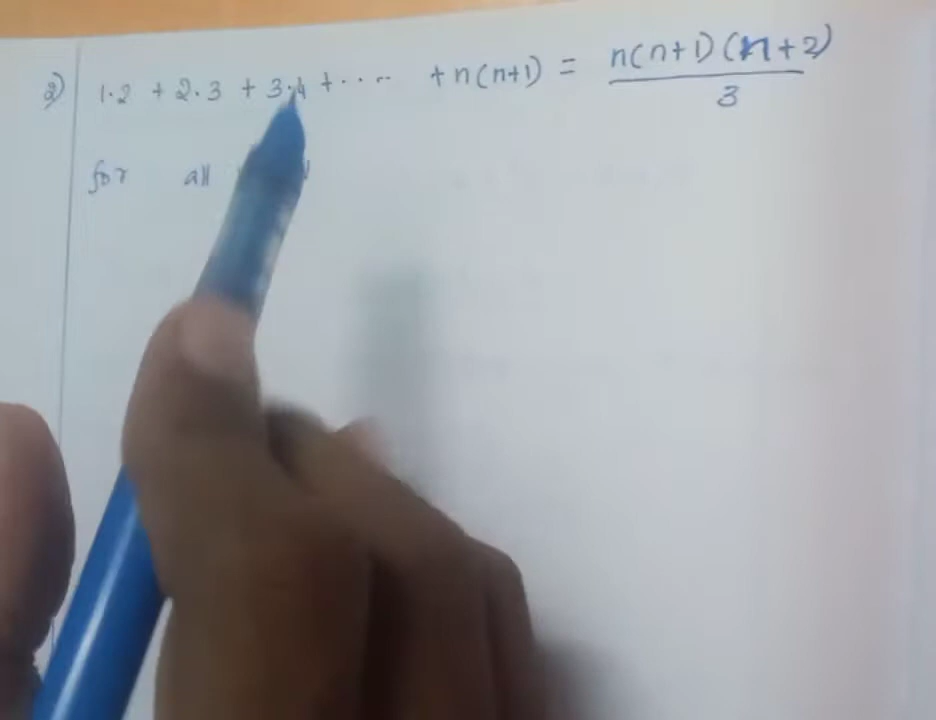 2) 1·2 + 2·3 + 3·4 + ..... + n(n+1) = n(n+1)(n+2)/3
for all